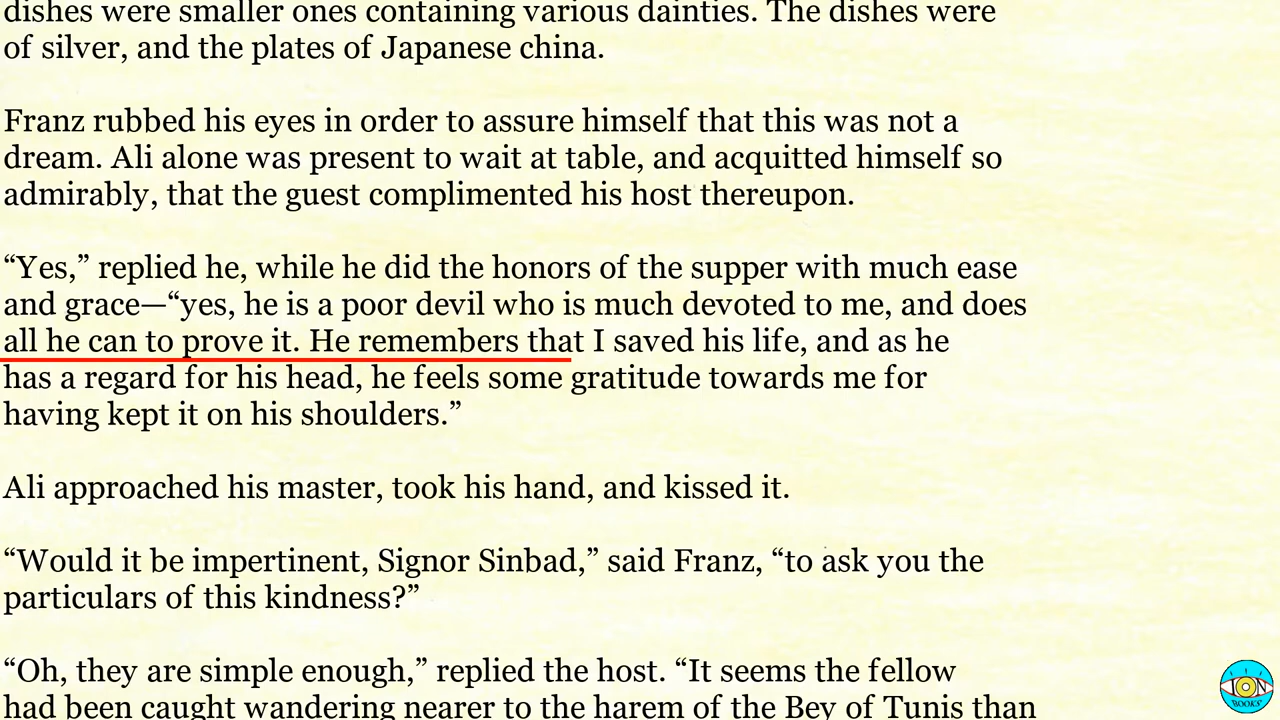 dishes were smaller ones containing various dainties. The dishes were
of silver, and the plates of Japanese china.
Franz rubbed his eyes in order to assure himself that this was not a
dream. Ali alone was present to wait at table, and acquitted himself so
admirably, that the guest complimented his host thereupon.
“Yes,” replied he, while he did the honors of the supper with much ease
and grace—“yes, he is a poor devil who is much devoted to me, and does
all he can to prove it. He remembers that I saved his life, and as he
has a regard for his head, he feels some gratitude towards me for
having kept it on his shoulders.”
Ali approached his master, took his hand, and kissed it.
“Would it be impertinent, Signor Sinbad,” said Franz, “to ask you the
particulars of this kindness?”
“Oh, they are simple enough,” replied the host. “It seems the fellow
had been caught wandering nearer to the harem of the Bey of Tunis than
ION
BOOKS